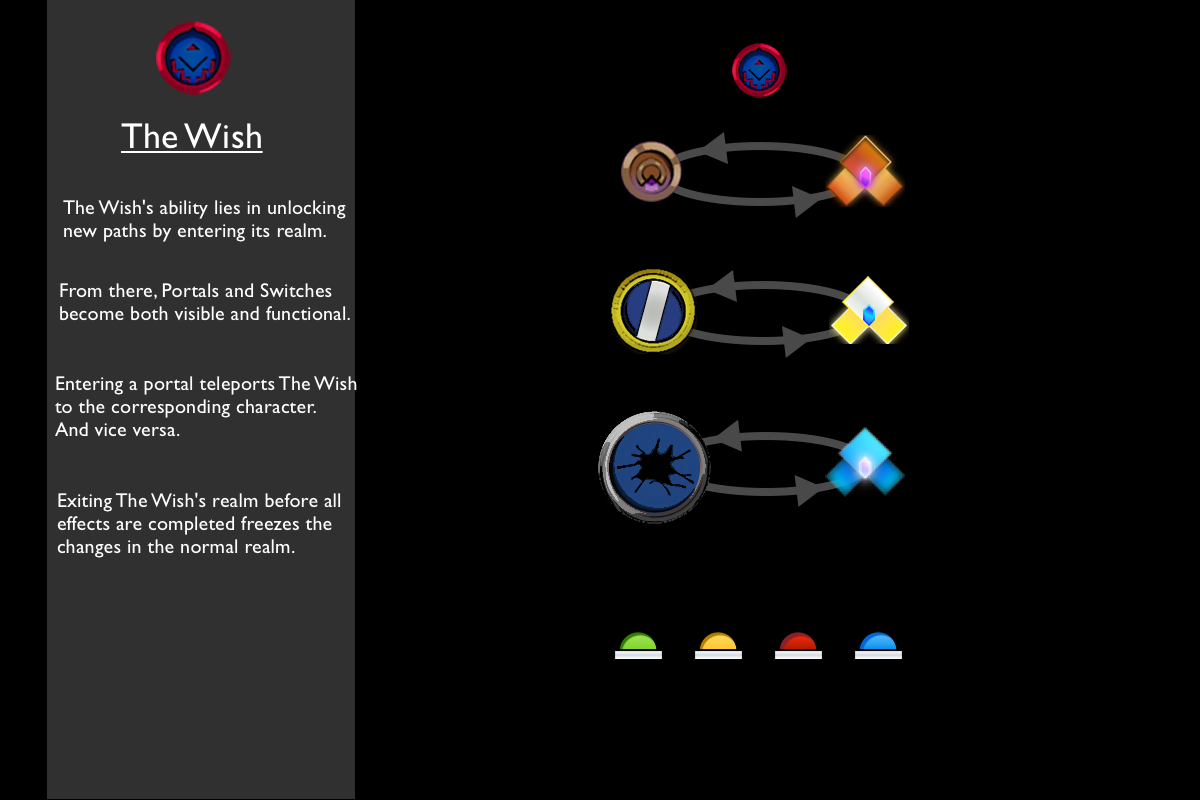 The Wish
The Wish's ability lies in unlocking
new paths by entering its realm.
From there, Portals and Switches
become both visible and functional.
Entering a portal teleports The Wish
to the corresponding character.
And vice versa.
Exiting The Wish's realm before all
effects are completed freezes the
changes in the normal realm.